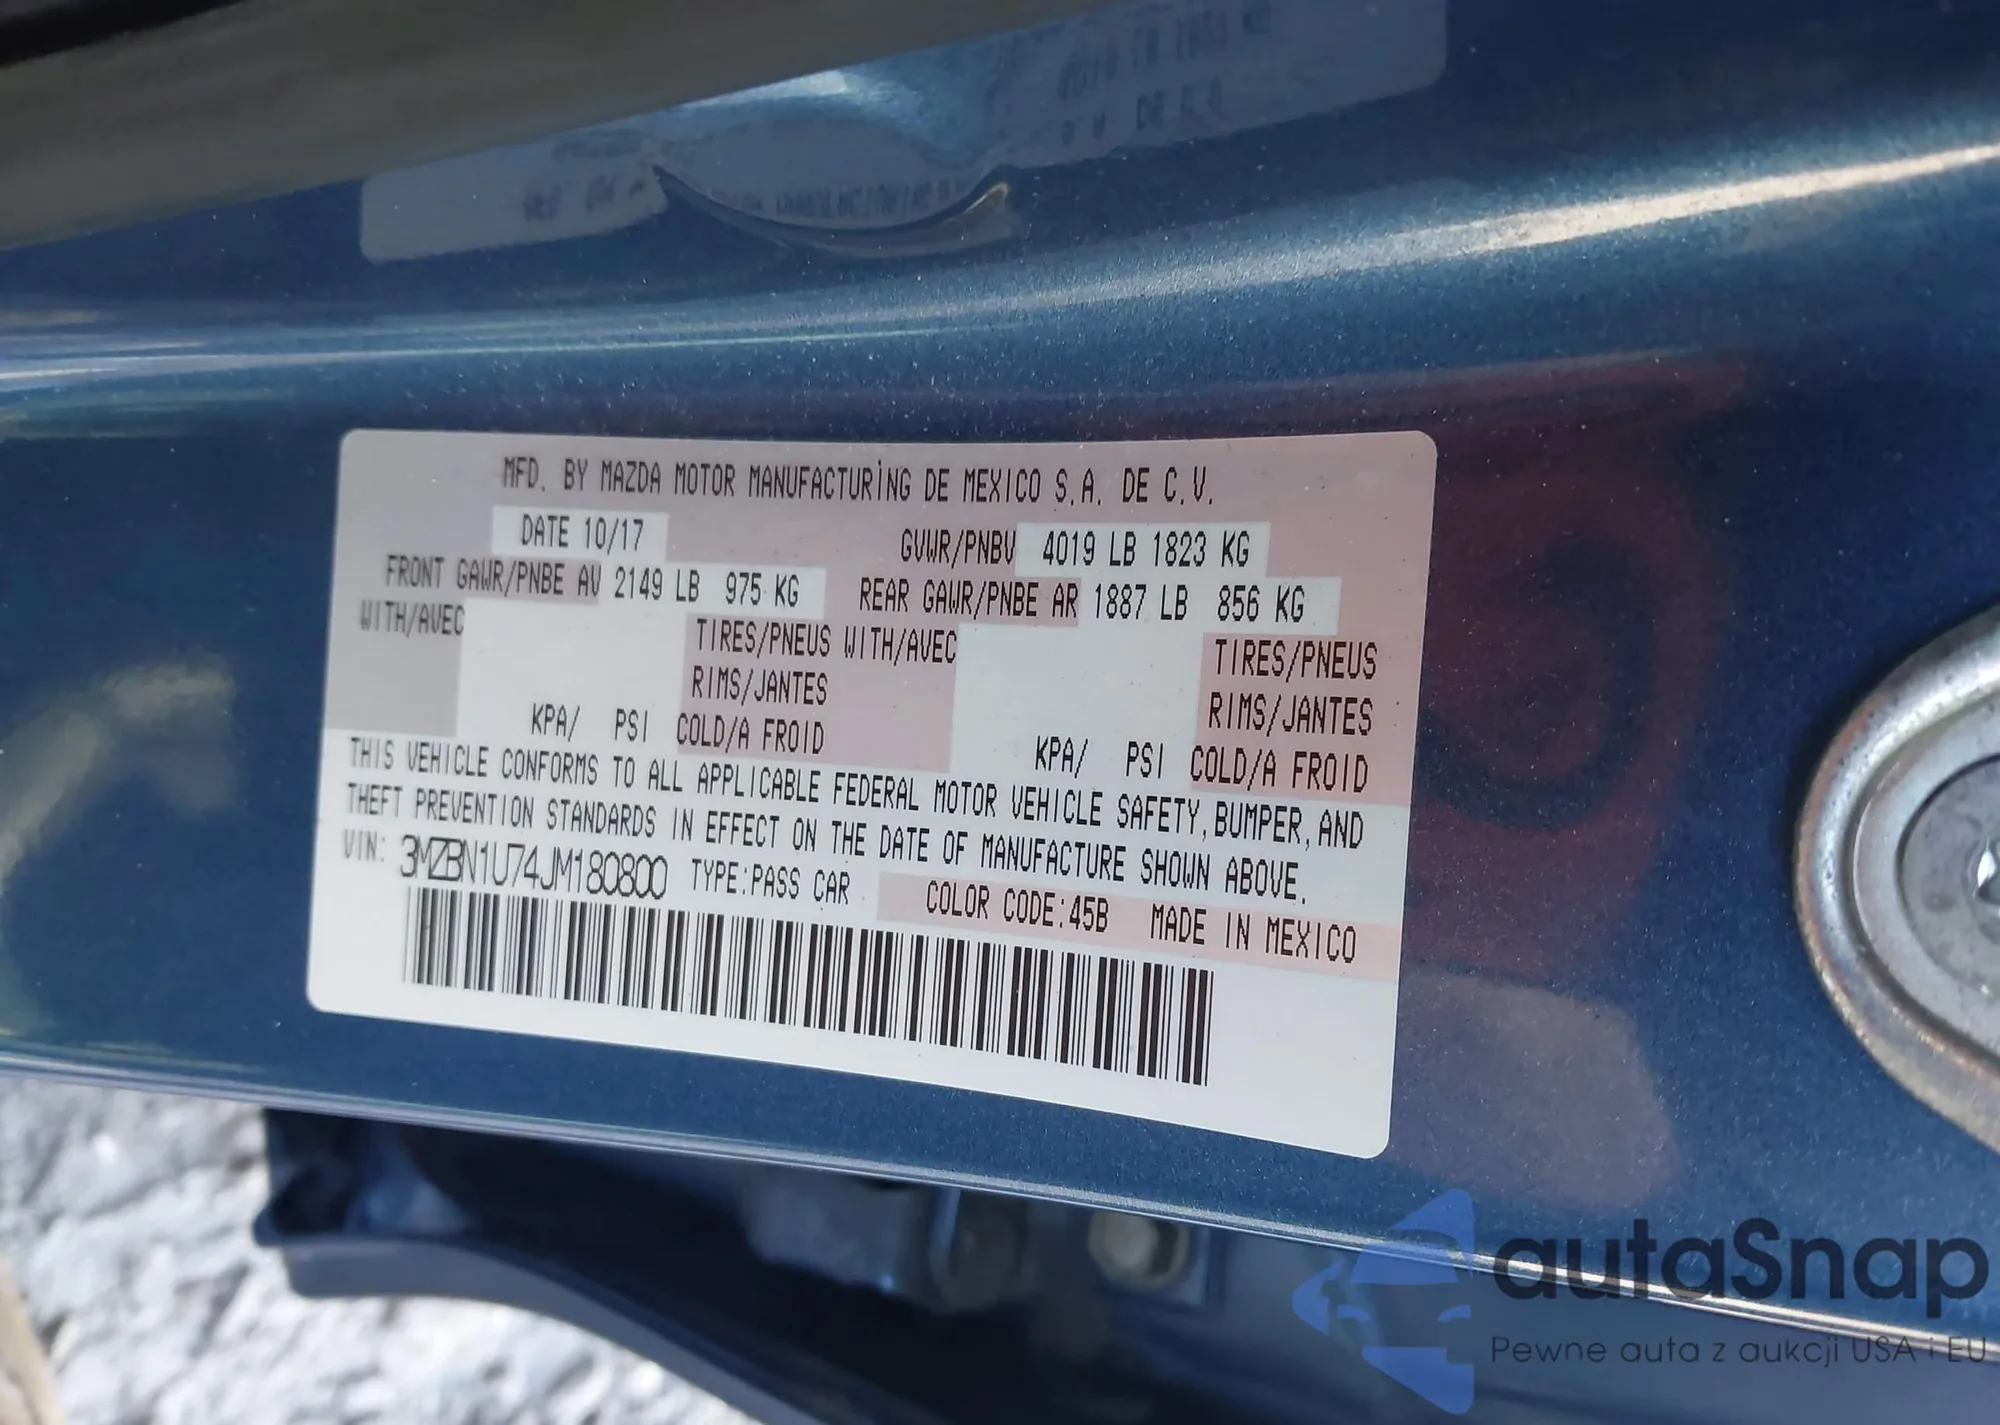 MFD. BY MAZDA MOTOR MANUFACTURING DE MEXICO S.A. DE C.V.
DATE 10/17 GVWR/PNBV 4019 LB 1823 KG
FRONT GAWR/PNBE AV 2149 LB 975 KG REAR GAWR/PNBE AR 1887 LB 856 KG
WITH/AVEC TIRES/PNEUS WITH/AVEC TIRES/PNEUS
RIMS/JANTES RIMS/JANTES
KPA/ PSI COLD/A FROID KPA/ PSI COLD/A FROID
THIS VEHICLE CONFORMS TO ALL APPLICABLE FEDERAL MOTOR VEHICLE SAFETY, BUMPER, AND
THEFT PREVENTION STANDARDS IN EFFECT ON THE DATE OF MANUFACTURE SHOWN ABOVE.
VIN: 3MZBN1U74JM180800 TYPE:PASS CAR COLOR CODE:45B MADE IN MEXICO
autaSnap
Pewne auta z aukcji USA i EU